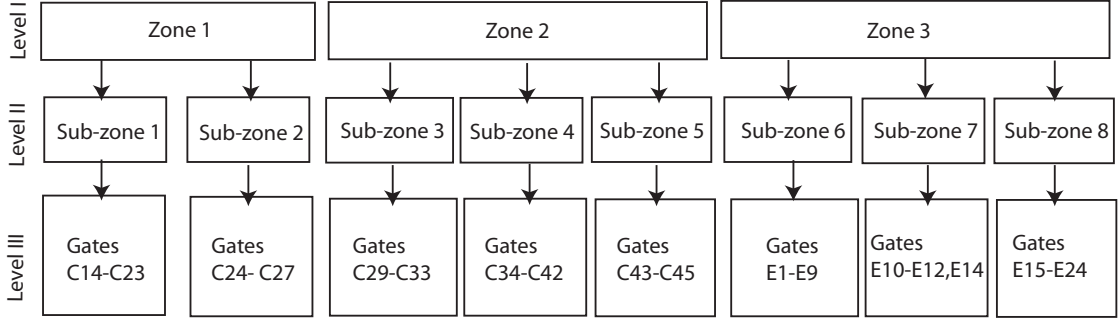 Level I
Zone 1
Zone 2
Zone 3
Level II
Sub-zone 1
Sub-zone 2
Sub-zone 3
Sub-zone 4
Sub-zone 5
Sub-zone 6
Sub-zone 7
Sub-zone 8
Level III
Gates
C14-C23
Gates
C24- C27
Gates
C29-C33
Gates
C34-C42
Gates
C43-C45
Gates
E1-E9
Gates
E10-E12,E14
Gates
E15-E24